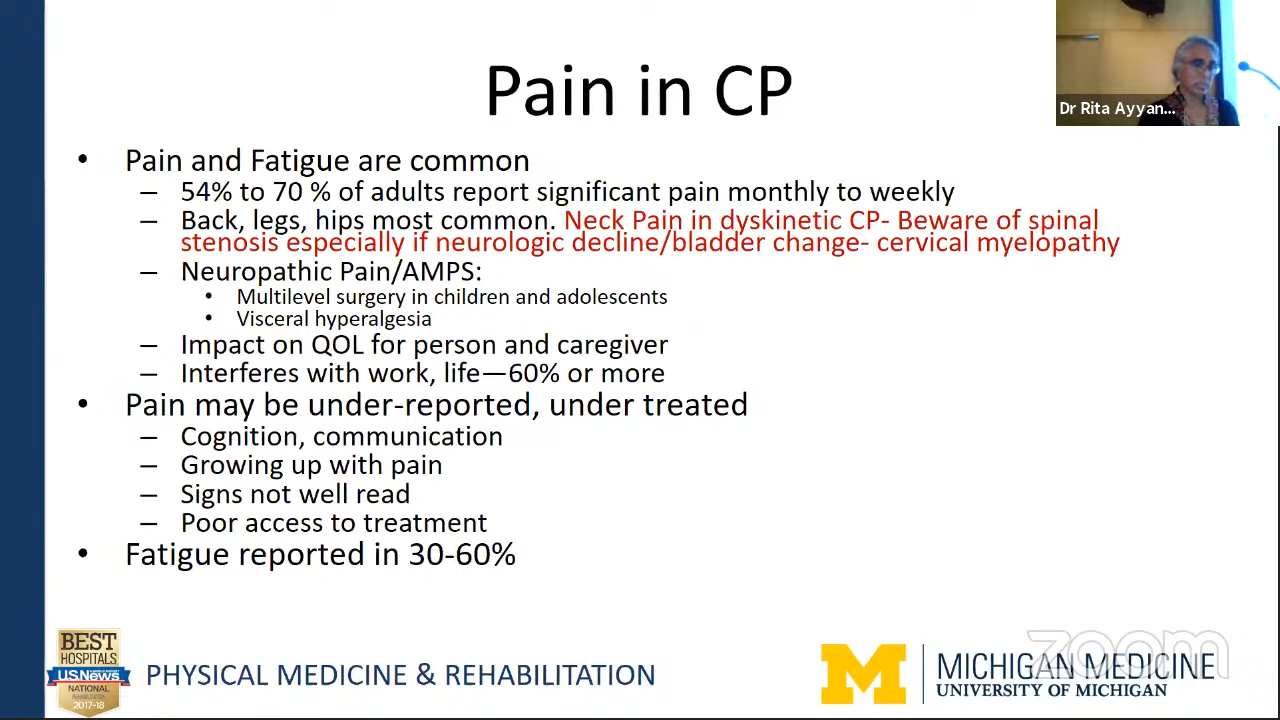 Pain in CP
Dr Rita Ayyan...
• Pain and Fatigue are common
– 54% to 70 % of adults report significant pain monthly to weekly
– Back, legs, hips most common. Neck Pain in dyskinetic CP- Beware of spinal
stenosis especially if neurologic decline/bladder change- cervical myelopathy
– Neuropathic Pain/AMPS:
• Multilevel surgery in children and adolescents
• Visceral hyperalgesia
– Impact on QOL for person and caregiver
– Interferes with work, life—60% or more
• Pain may be under-reported, under treated
– Cognition, communication
– Growing up with pain
– Signs not well read
– Poor access to treatment
• Fatigue reported in 30-60%
BEST
HOSPITALS
U.S.News
NATIONAL
REHABILITATION
2017-18
PHYSICAL MEDICINE & REHABILITATION
M
MICHIGAN MEDICINE
UNIVERSITY OF MICHIGAN
zoom